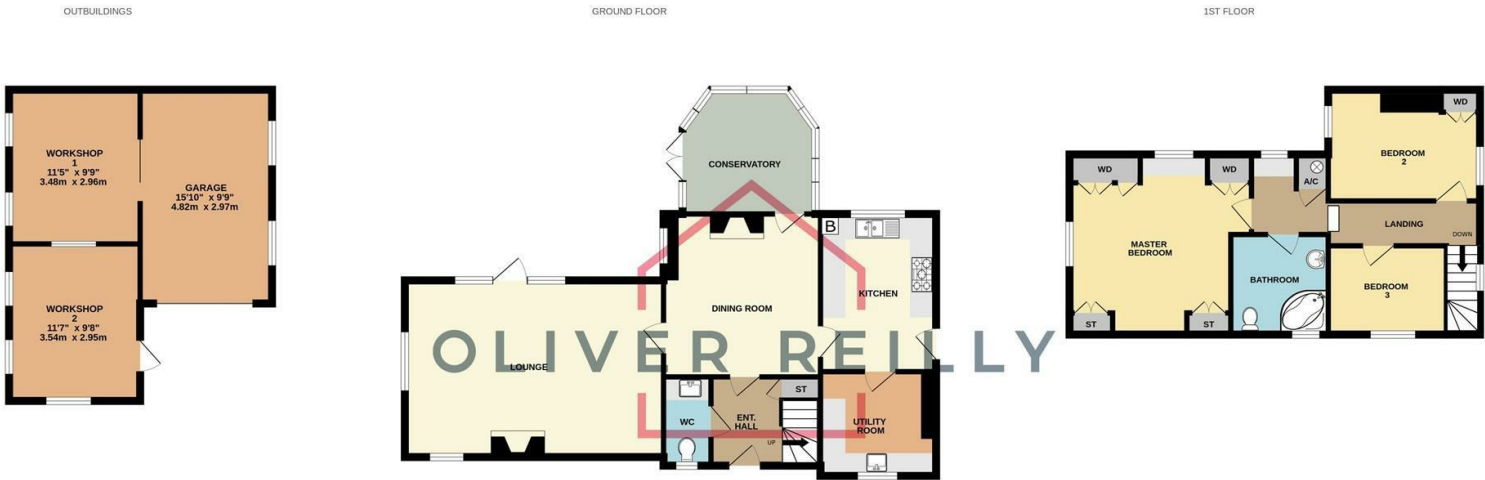 OUTBUILDINGS
GROUND FLOOR
1ST FLOOR
WORKSHOP
1
11'5" x 9'9"
3.48m x 2.96m
GARAGE
15'10" x 9'9"
4.82m x 2.97m
WORKSHOP
2
11'7" x 9'8"
3.54m x 2.95m
CONSERVATORY
B
KITCHEN
DINING ROOM
LOUNGE
OLIVER REILLY
ST
WC
ENT.
HALL
UP
UTILITY
ROOM
WD
BEDROOM
2
WD
WD
A/C
LANDING
DOWN
MASTER
BEDROOM
BATHROOM
BEDROOM
3
ST
ST